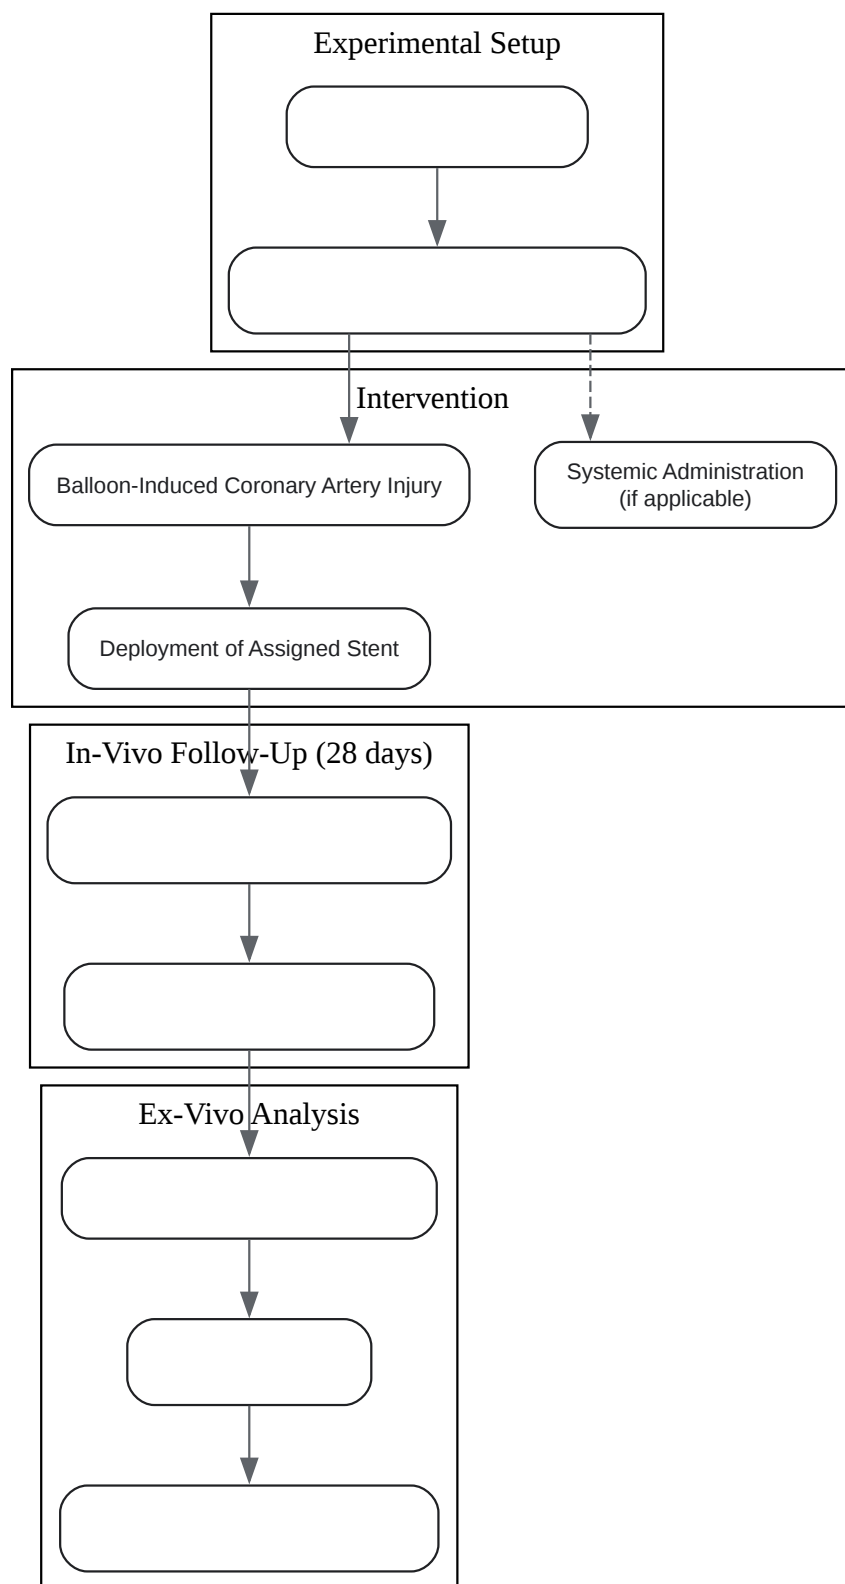 Experimental Setup
Intervention
Balloon-Induced Coronary Artery Injury
Systemic Administration
(if applicable)
Deployment of Assigned Stent
In-Vivo Follow-Up (28 days)
Ex-Vivo Analysis